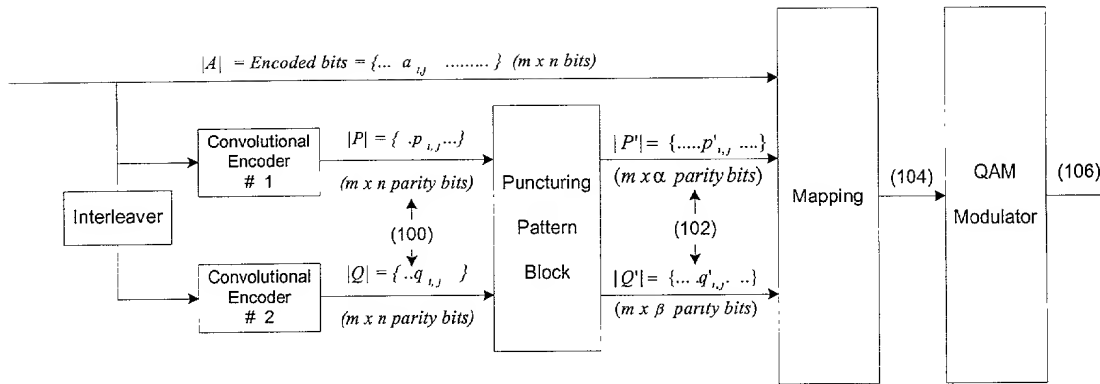 |A| = Encoded bits = {... a i,j ......... } (m x n bits)
Convolutional
Encoder
# 1
|P| = { .p i,j ...}
(m x n parity bits)
|P'| = {.....p' i,j ....}
(m x α parity bits)
Interleaver
(100)
Puncturing
Pattern
Block
(102)
Mapping
(104)
QAM
Modulator
(106)
Convolutional
Encoder
# 2
|Q| = { ..q i,j }
(m x n parity bits)
|Q'| = {... .q' i,j . ..}
(m x β parity bits)